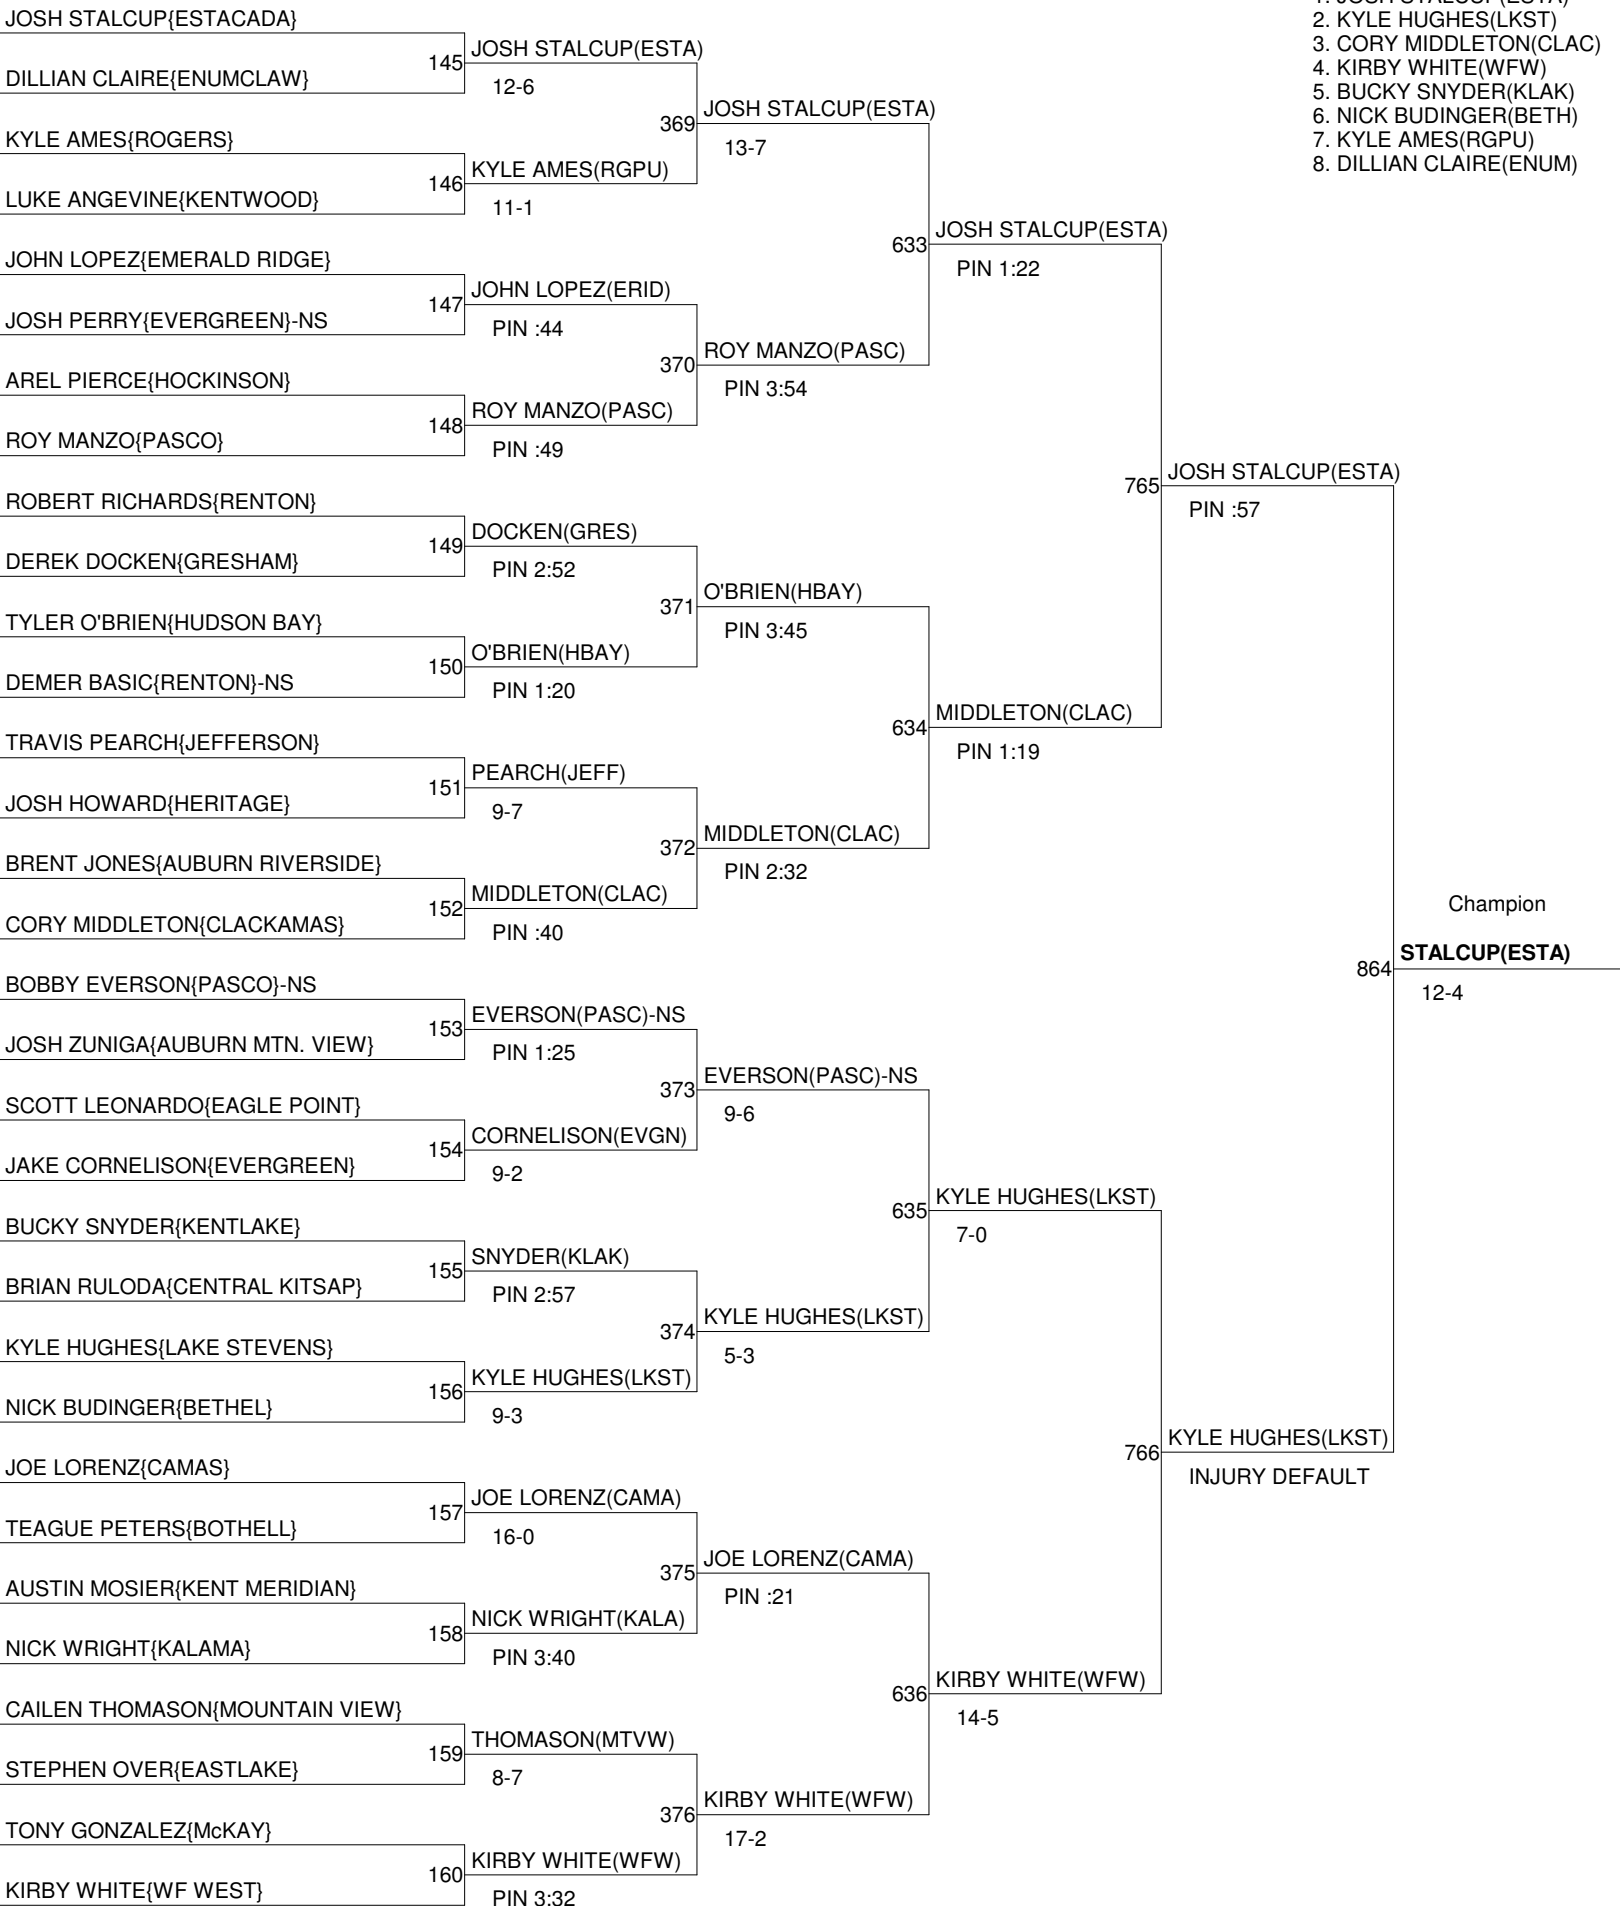 JOSH STALCUP{ESTACADA}
145
DILLIAN CLAIRE{ENUMCLAW}
KYLE AMES{ROGERS}
146
LUKE ANGEVINE{KENTWOOD}
JOHN LOPEZ{EMERALD RIDGE}
147
JOSH PERRY{EVERGREEN}-NS
AREL PIERCE{HOCKINSON}
148
ROY MANZO{PASCO}
ROBERT RICHARDS{RENTON}
149
DEREK DOCKEN{GRESHAM}
TYLER O'BRIEN{HUDSON BAY}
150
DEMER BASIC{RENTON}-NS
TRAVIS PEARCH{JEFFERSON}
151
JOSH HOWARD{HERITAGE}
BRENT JONES{AUBURN RIVERSIDE}
152
CORY MIDDLETON{CLACKAMAS}
BOBBY EVERSON{PASCO}-NS
153
JOSH ZUNIGA{AUBURN MTN. VIEW}
SCOTT LEONARDO{EAGLE POINT}
154
JAKE CORNELISON{EVERGREEN}
BUCKY SNYDER{KENTLAKE}
155
BRIAN RULODA{CENTRAL KITSAP}
KYLE HUGHES{LAKE STEVENS}
156
NICK BUDINGER{BETHEL}
JOE LORENZ{CAMAS}
157
TEAGUE PETERS{BOTHELL}
AUSTIN MOSIER{KENT MERIDIAN}
158
NICK WRIGHT{KALAMA}
CAILEN THOMASON{MOUNTAIN VIEW}
159
STEPHEN OVER{EASTLAKE}
TONY GONZALEZ{McKAY}
160
KIRBY WHITE{WF WEST}
JOSH STALCUP(ESTA)
12-6
369
KYLE AMES(RGPU)
11-1
JOHN LOPEZ(ERID)
PIN :44
370
ROY MANZO(PASC)
PIN :49
DOCKEN(GRES)
PIN 2:52
371
O'BRIEN(HBAY)
PIN 1:20
PEARCH(JEFF)
9-7
372
MIDDLETON(CLAC)
PIN :40
EVERSON(PASC)-NS
PIN 1:25
373
CORNELISON(EVGN)
9-2
SNYDER(KLAK)
PIN 2:57
374
KYLE HUGHES(LKST)
9-3
JOE LORENZ(CAMA)
16-0
375
NICK WRIGHT(KALA)
PIN 3:40
THOMASON(MTVW)
8-7
376
KIRBY WHITE(WFW)
PIN 3:32
JOSH STALCUP(ESTA)
13-7
633
ROY MANZO(PASC)
PIN 3:54
O'BRIEN(HBAY)
PIN 3:45
634
MIDDLETON(CLAC)
PIN 2:32
EVERSON(PASC)-NS
9-6
635
KYLE HUGHES(LKST)
5-3
JOE LORENZ(CAMA)
PIN :21
636
KIRBY WHITE(WFW)
17-2
JOSH STALCUP(ESTA)
PIN 1:22
765
MIDDLETON(CLAC)
PIN 1:19
KYLE HUGHES(LKST)
7-0
766
KIRBY WHITE(WFW)
14-5
JOSH STALCUP(ESTA)
PIN :57
864
KYLE HUGHES(LKST)
INJURY DEFAULT
Champion
STALCUP(ESTA)
12-4
1. JOSH STALCUP(ESTA)
2. KYLE HUGHES(LKST)
3. CORY MIDDLETON(CLAC)
4. KIRBY WHITE(WFW)
5. BUCKY SNYDER(KLAK)
6. NICK BUDINGER(BETH)
7. KYLE AMES(RGPU)
8. DILLIAN CLAIRE(ENUM)